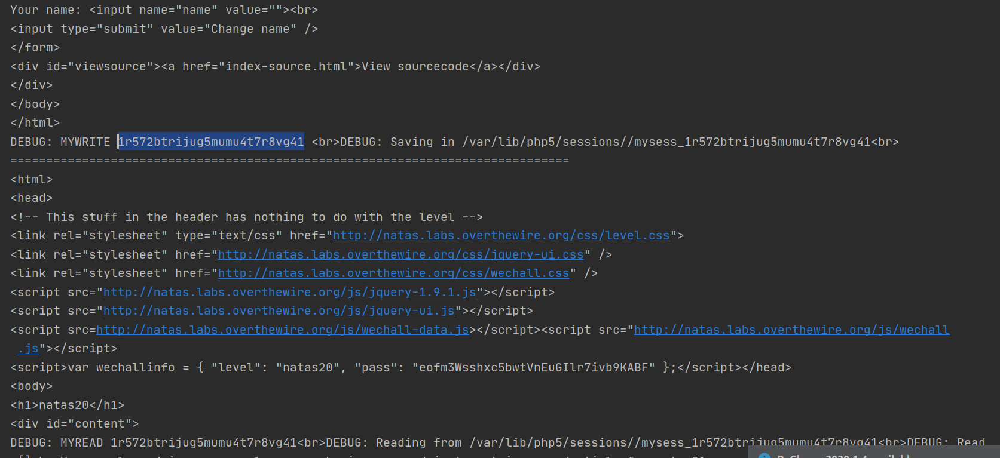 Your name: <input name="name" value=""><br>
<input type="submit" value="Change name" />
</form>
<div id="viewsource"><a href="index-source.html">View sourcecode</a></div>
</div>
</body>
</html>
DEBUG: MYWRITE 1r572btrijug5mumu4t7r8vg41 <br>DEBUG: Saving in /var/lib/php5/sessions//mysess_1r572btrijug5mumu4t7r8vg41<br>
==============================================================================
<html>
<head>
<!-- This stuff in the header has nothing to do with the level -->
<link rel="stylesheet" type="text/css" href="http://natas.labs.overthewire.org/css/level.css">
<link rel="stylesheet" href="http://natas.labs.overthewire.org/css/jquery-ui.css" />
<link rel="stylesheet" href="http://natas.labs.overthewire.org/css/wechall.css" />
<script src="http://natas.labs.overthewire.org/js/jquery-1.9.1.js"></script>
<script src="http://natas.labs.overthewire.org/js/jquery-ui.js"></script>
<script src=http://natas.labs.overthewire.org/js/wechall-data.js></script><script src="http://natas.labs.overthewire.org/js/wechall
.js"></script>
<script>var wechallinfo = { "level": "natas20", "pass": "eofm3Wsshxc5bwtVnEuGIlr7ivb9KABF" };</script></head>
<body>
<h1>natas20</h1>
<div id="content">
DEBUG: MYREAD 1r572btrijug5mumu4t7r8vg41<br>DEBUG: Reading from /var/lib/php5/sessions//mysess_1r572btrijug5mumu4t7r8vg41<br>DEBUG: Read